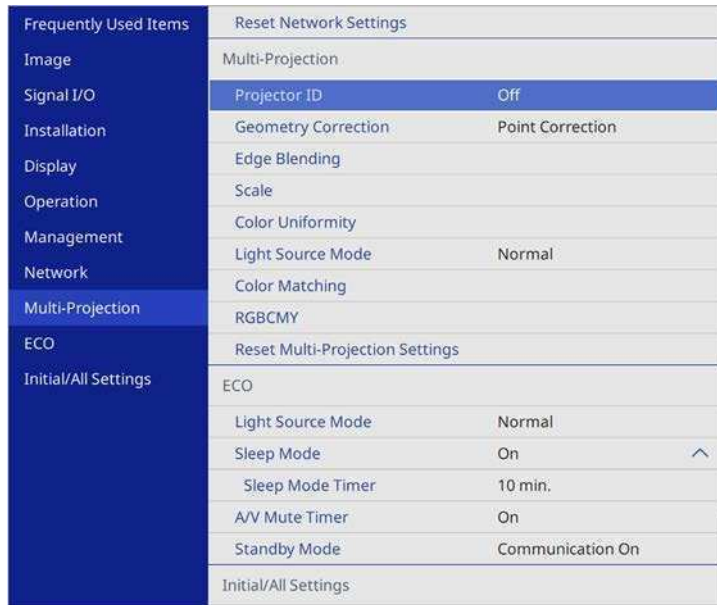 Frequently Used Items
Image
Signal I/O
Installation
Display
Operation
Management
Network
Multi-Projection
ECO
Initial/All Settings
Reset Network Settings
Multi-Projection
Projector ID Off
Geometry Correction Point Correction
Edge Blending
Scale
Color Uniformity
Light Source Mode Normal
Color Matching
RGBCMY
Reset Multi-Projection Settings
ECO
Light Source Mode Normal
Sleep Mode On
Sleep Mode Timer 10 min.
A/V Mute Timer On
Standby Mode Communication On
Initial/All Settings